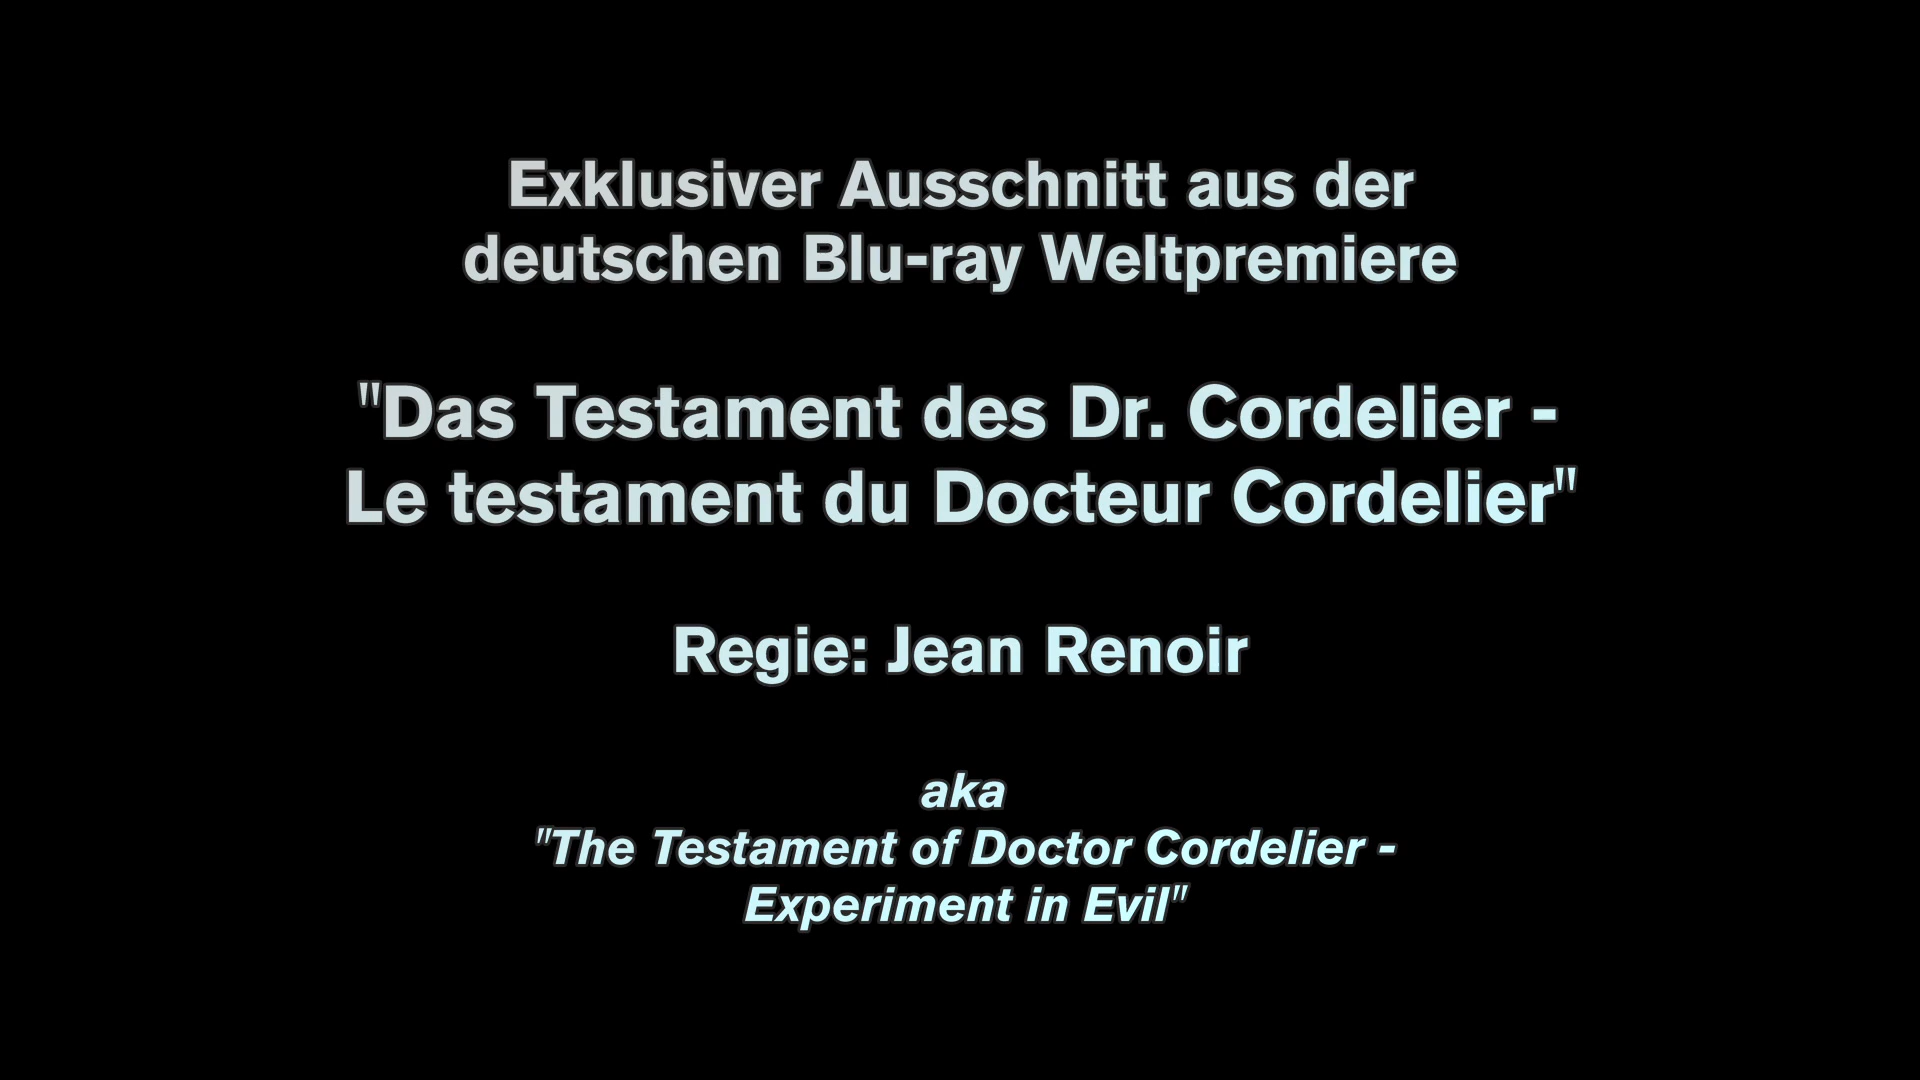 Exklusiver Ausschnitt aus der
deutschen Blu-ray Weltpremiere
"Das Testament des Dr. Cordelier -
Le testament du Docteur Cordelier"
Regie: Jean Renoir
aka
"The Testament of Doctor Cordelier -
Experiment in Evil"